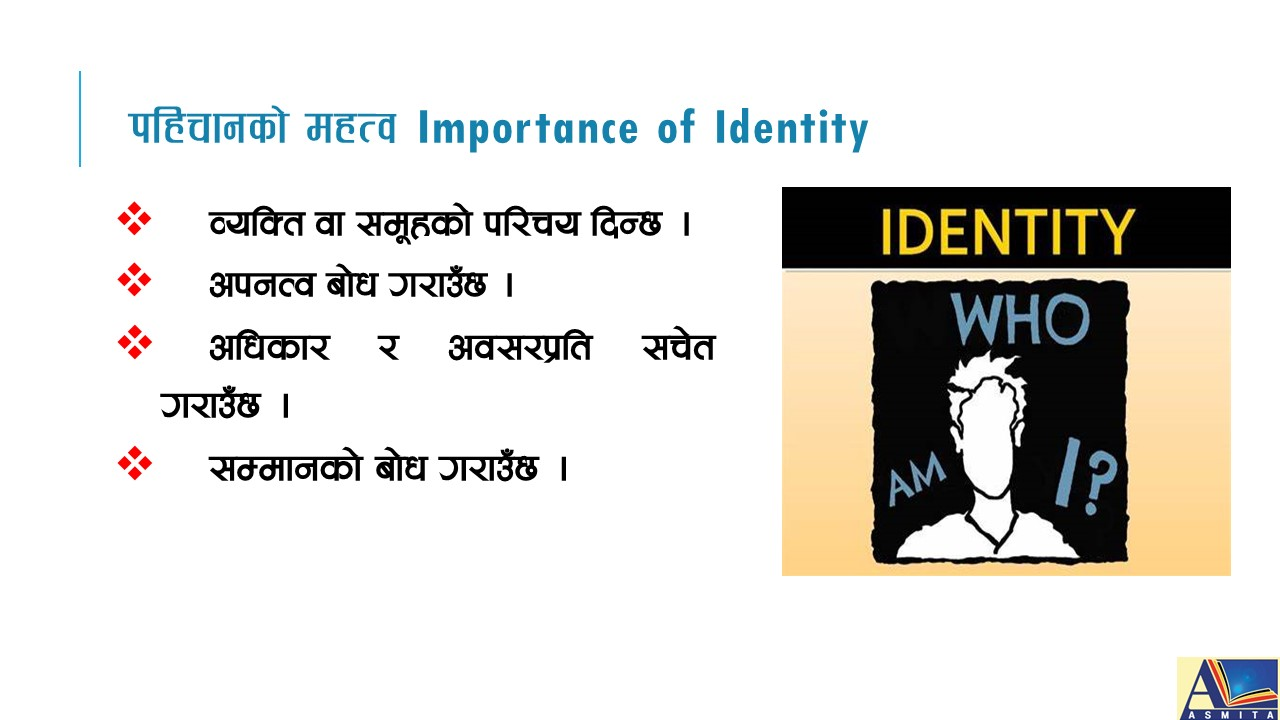 पहिचानको महत्व Importance of Identity
❖ व्यक्ति वा समूहको परिचय दिन्छ ।
❖ अपनत्व बोध गराउँछ ।
❖ अधिकार र अवसरप्रति सचेत
गराउँछ ।
❖ सम्मानको बोध गराउँछ ।
IDENTITY
WHO
AM
I?
ASMITA